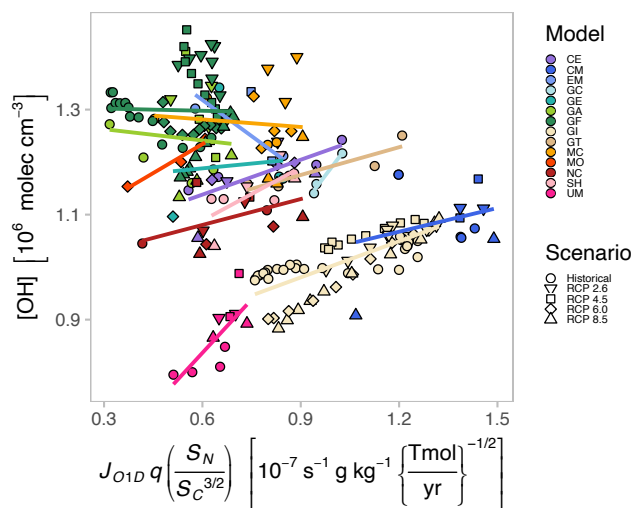 [OH] [10⁶ molec cm⁻³]
1.3
1.1
0.9
0.3
0.6
0.9
1.2
1.5
J_{O1D} q (S_N / S_C^{3/2}) [10⁻⁷ s⁻¹ g kg⁻¹ {Tmol / yr}^{−1/2}]
Model
CE
CM
EM
GC
GE
GA
GF
GI
GT
MC
MO
NC
SH
UM
Scenario
Historical
RCP 2.6
RCP 4.5
RCP 6.0
RCP 8.5